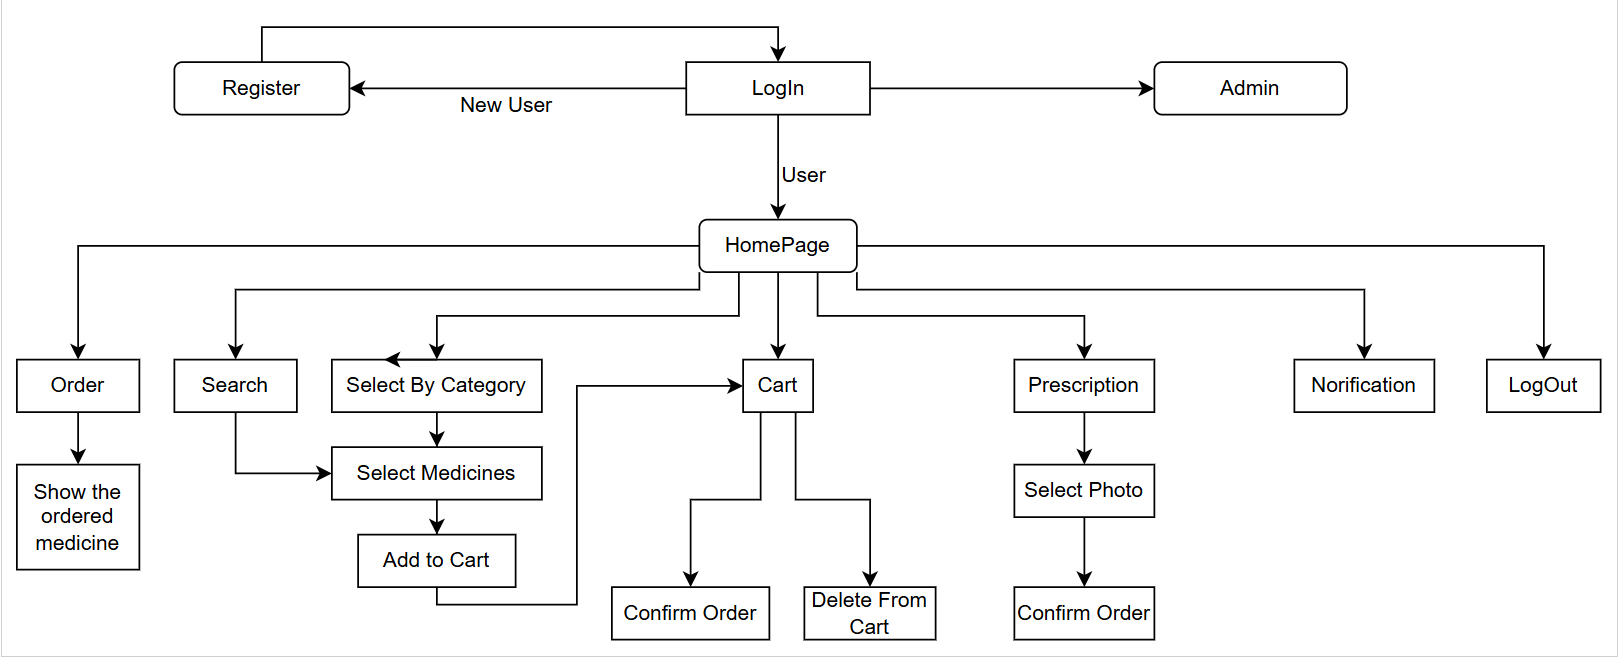 Register
LogIn
Admin
New User
User
HomePage
Order
Search
Select By Category
Cart
Prescription
Norification
LogOut
Select Medicines
Show the
ordered
medicine
Select Photo
Add to Cart
Confirm Order
Delete From
Cart
Confirm Order